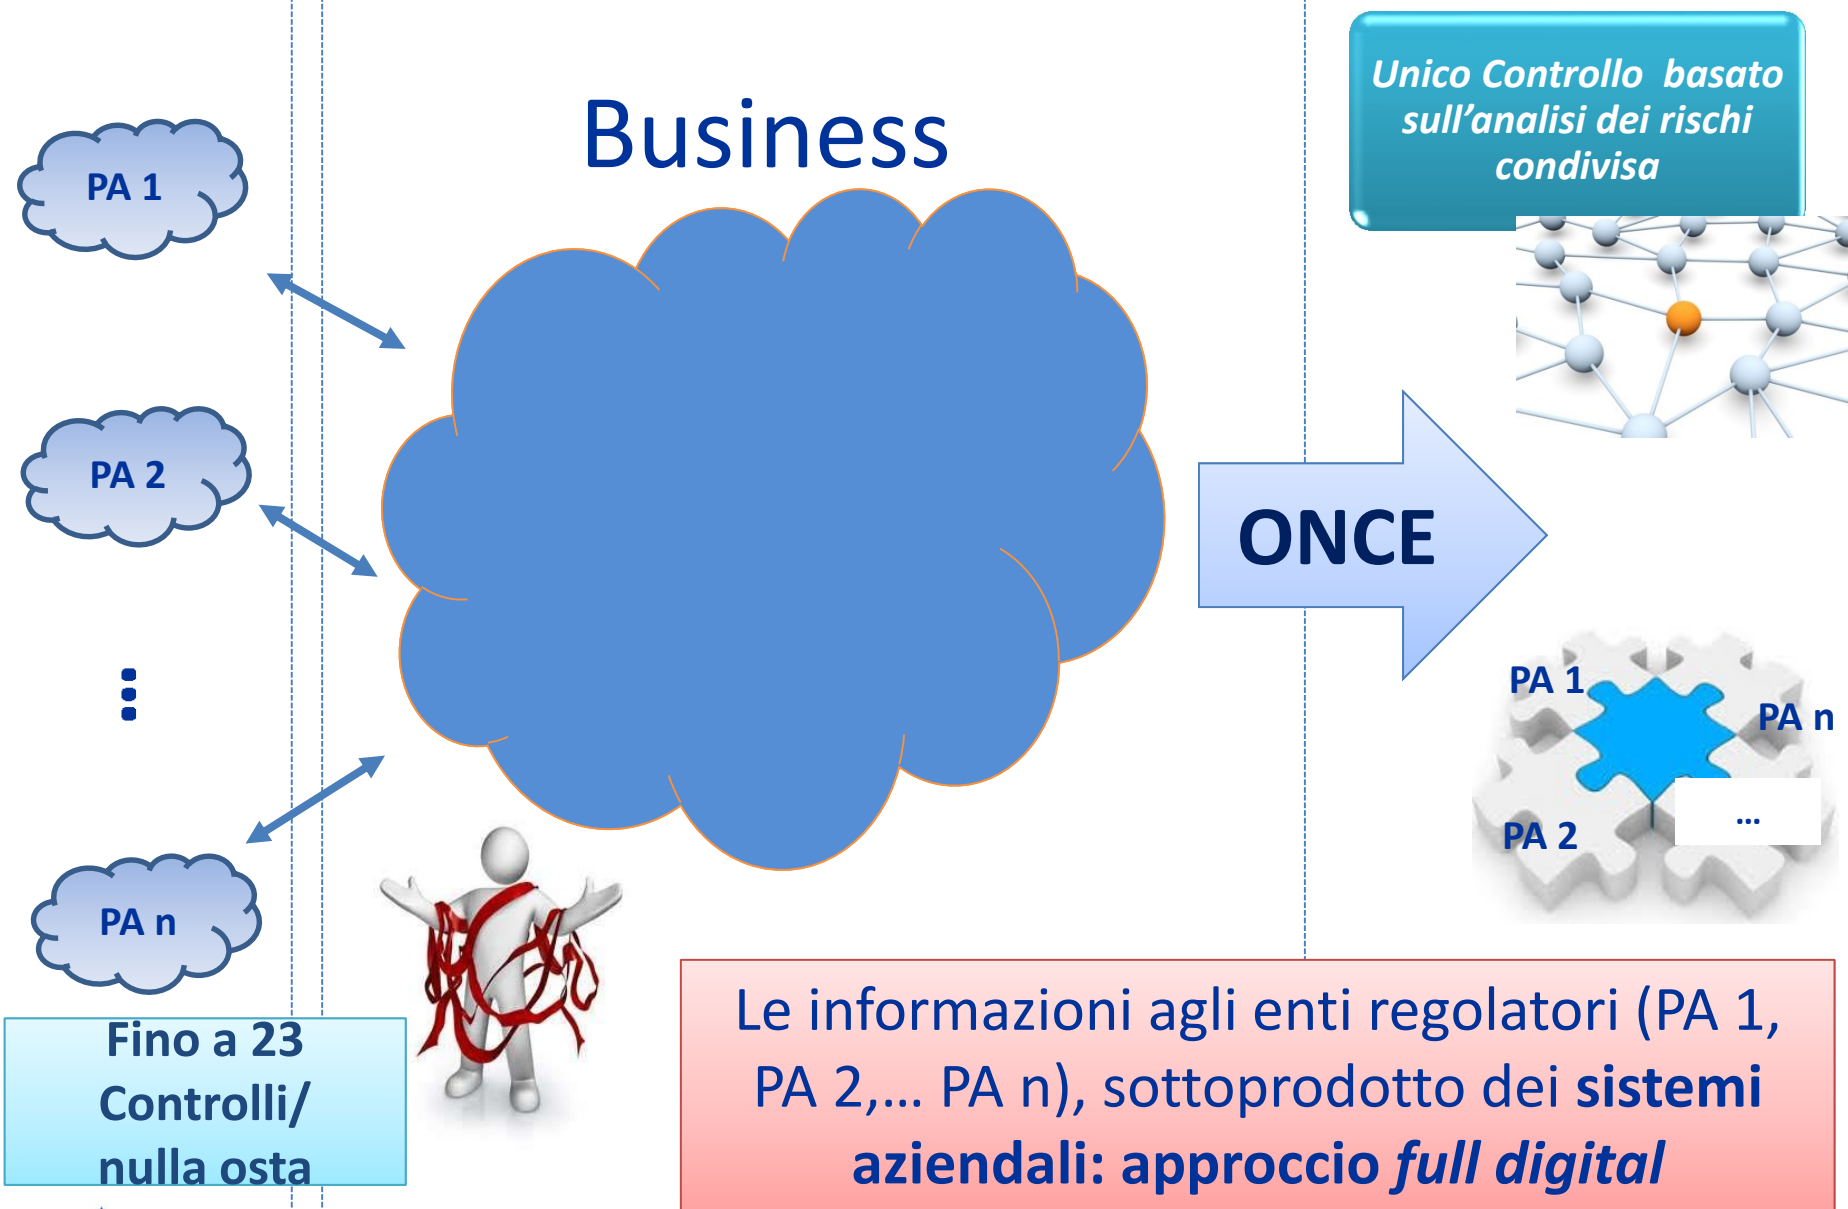 PA 1
PA 2
...
PA n
Fino a 23
Controlli/
nulla osta
Business
ONCE
Unico Controllo basato
sull’analisi dei rischi
condivisa
PA 1
PA n
PA 2
...
Le informazioni agli enti regolatori (PA 1,
PA 2,... PA n), sottoprodotto dei sistemi
aziendali: approccio full digital